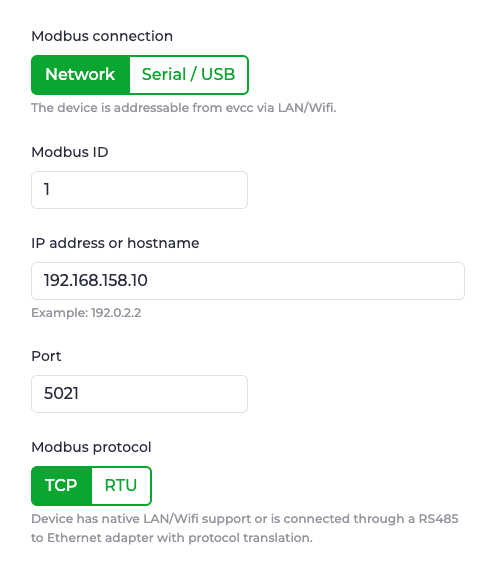 Modbus connection
Network Serial / USB
The device is addressable from evcc via LAN/Wifi.
Modbus ID
1
IP address or hostname
192.168.158.10
Example: 192.0.2.2
Port
5021
Modbus protocol
TCP RTU
Device has native LAN/Wifi support or is connected through a RS485
to Ethernet adapter with protocol translation.